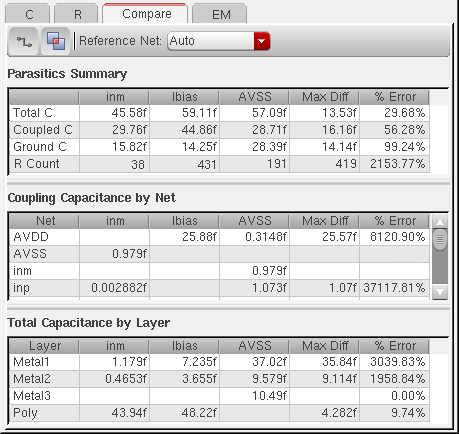 C R Compare EM
Reference Net: Auto
Parasitics Summary
inm Ibias AVSS Max Diff % Error
Total C 45.58f 59.11f 57.09f 13.53f 29.68%
Coupled C 29.76f 44.86f 28.71f 16.16f 56.28%
Ground C 15.82f 14.25f 28.39f 14.14f 99.24%
R Count 38 431 191 419 2153.77%
Coupling Capacitance by Net
Net inm Ibias AVSS Max Diff % Error
AVDD 25.88f 0.3148f 25.57f 8120.90%
AVSS 0.979f
inm 0.979f
inp 0.002882f 1.073f 1.07f 37117.81%
Total Capacitance by Layer
Layer inm Ibias AVSS Max Diff % Error
Metal1 1.179f 7.235f 37.02f 35.84f 3039.83%
Metal2 0.4653f 3.655f 9.579f 9.114f 1958.84%
Metal3 10.49f 0.00%
Poly 43.94f 48.22f 4.282f 9.74%